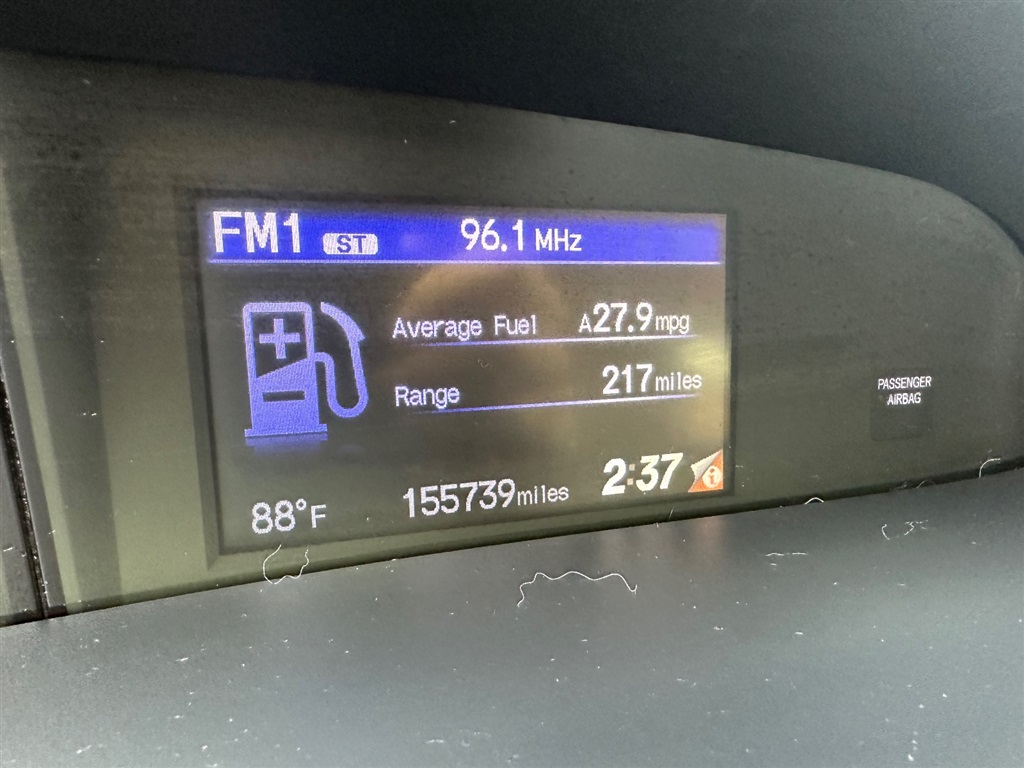 FM1 ST 96.1 MHz
Average Fuel A27.9mpg
Range 217miles
PASSENGER
AIRBAG
88°F 155739miles 2:37 i